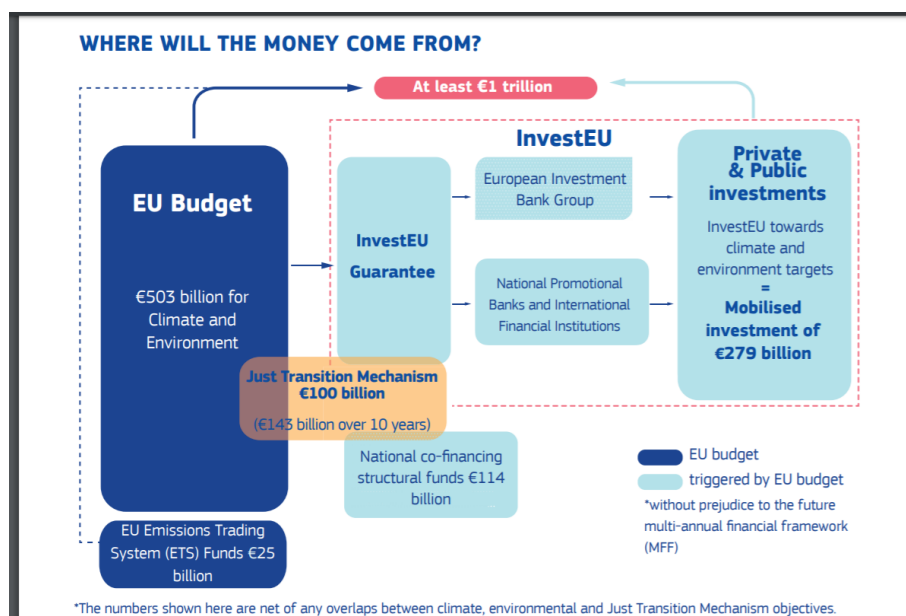 WHERE WILL THE MONEY COME FROM?
At least €1 trillion
EU Budget
€503 billion for
Climate and
Environment
InvestEU
InvestEU
Guarantee
European Investment
Bank Group
National Promotional
Banks and International
Financial Institutions
Private
& Public
investments
InvestEU towards
climate and
environment targets
=
Mobilised
investment of
€279 billion
Just Transition Mechanism
€100 billion
(€143 billion over 10 years)
National co-financing
structural funds €114
billion
EU Emissions Trading
System (ETS) Funds €25
billion
EU budget
triggered by EU budget
*without prejudice to the future
multi-annual financial framework
(MFF)
*The numbers shown here are net of any overlaps between climate, environmental and Just Transition Mechanism objectives.